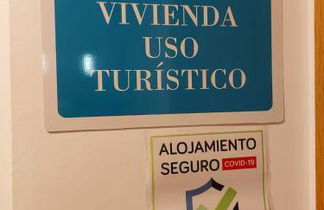 VIVIENDA
USO
TURÍSTICO
ALOJAMIENTO
SEGURO COVID-19